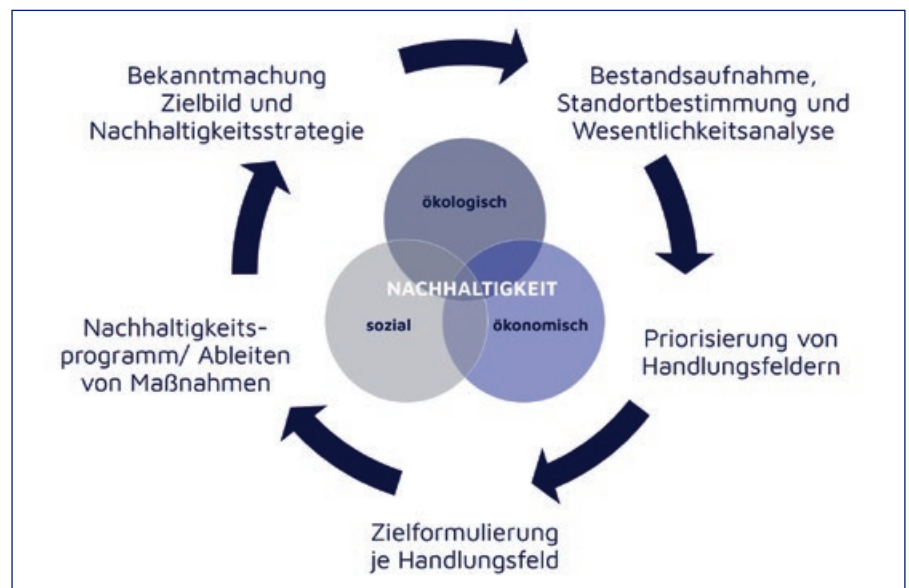 Bekanntmachung
Zielbild und
Nachhaltigkeitsstrategie
Bestandsaufnahme,
Standortbestimmung und
Wesentlichkeitsanalyse
Priorisierung von
Handlungsfeldern
Zielformulierung
je Handlungsfeld
Nachhaltigkeits-
programm/ Ableiten
von Maßnahmen
ökologisch
NACHHALTIGKEIT
sozial
ökonomisch